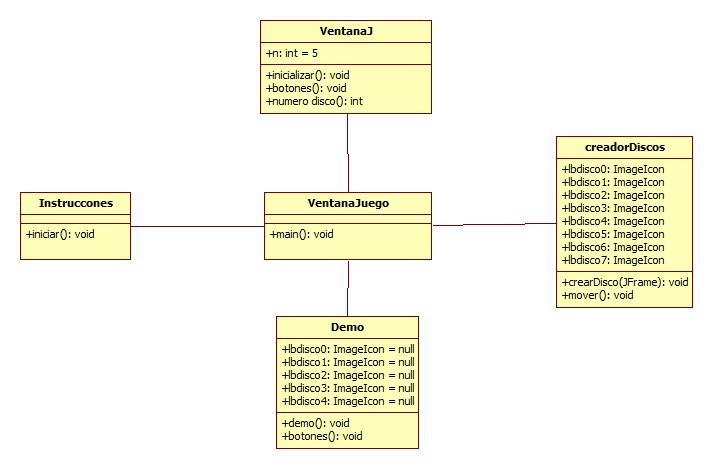 VentanaJ
+n: int = 5
+inicializar(): void
+botones(): void
+numero disco(): int
creadorDiscos
+lbdisco0: ImageIcon
+lbdisco1: ImageIcon
+lbdisco2: ImageIcon
+lbdisco3: ImageIcon
+lbdisco4: ImageIcon
+lbdisco5: ImageIcon
+lbdisco6: ImageIcon
+lbdisco7: ImageIcon
+crearDisco(JFrame): void
+mover(): void
Instruccones
+iniciar(): void
VentanaJuego
+main(): void
Demo
+lbdisco0: ImageIcon = null
+lbdisco1: ImageIcon = null
+lbdisco2: ImageIcon = null
+lbdisco3: ImageIcon = null
+lbdisco4: ImageIcon = null
+demo(): void
+botones(): void